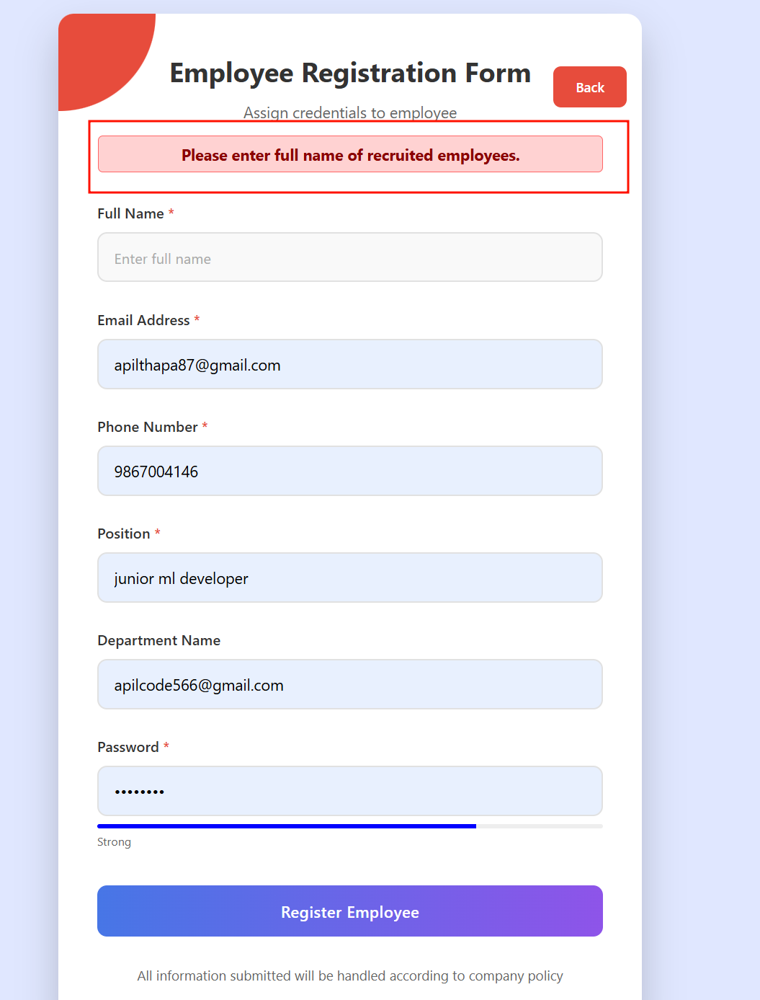 Employee Registration Form
Back
Assign credentials to employee
Please enter full name of recruited employees.
Full Name *
Enter full name
Email Address *
apilthapa87@gmail.com
Phone Number *
9867004146
Position *
junior ml developer
Department Name
apilcode566@gmail.com
Password *
••••••••
Strong
Register Employee
All information submitted will be handled according to company policy